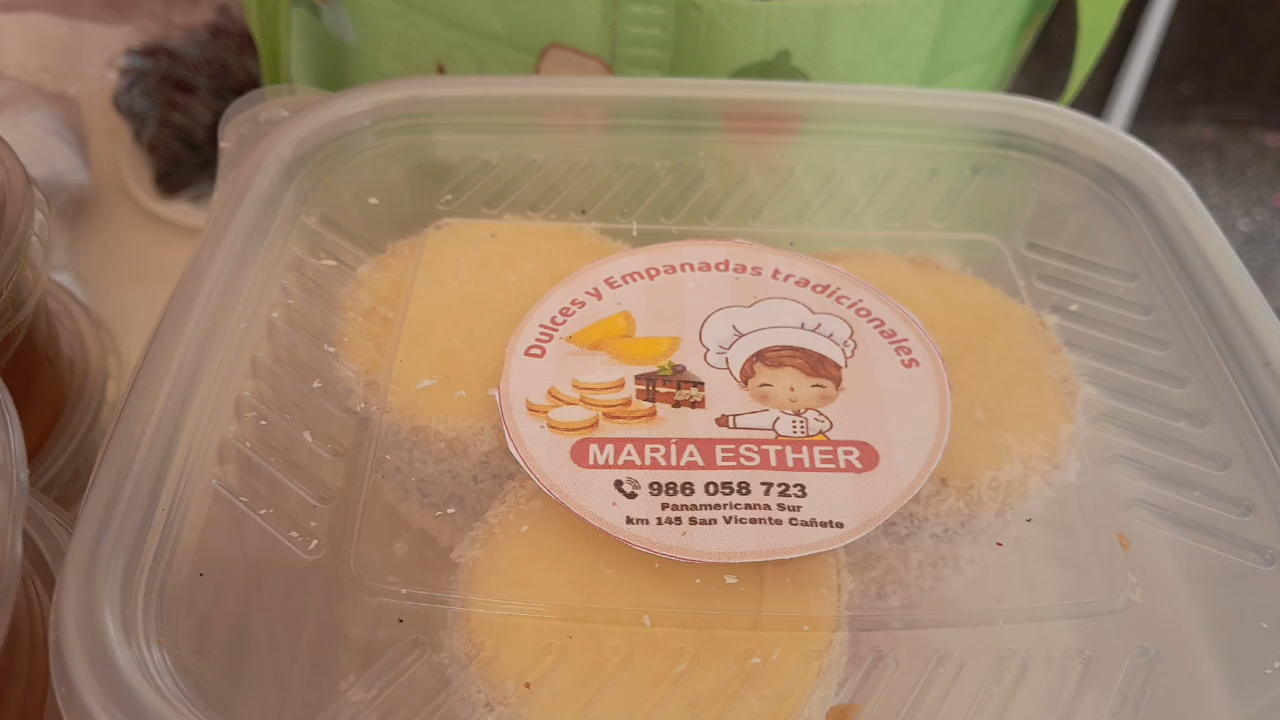 Dulces y Empanadas tradicionales
MARÍA ESTHER
986 058 723
Panamericana Sur
km 145 San Vicente Cañete